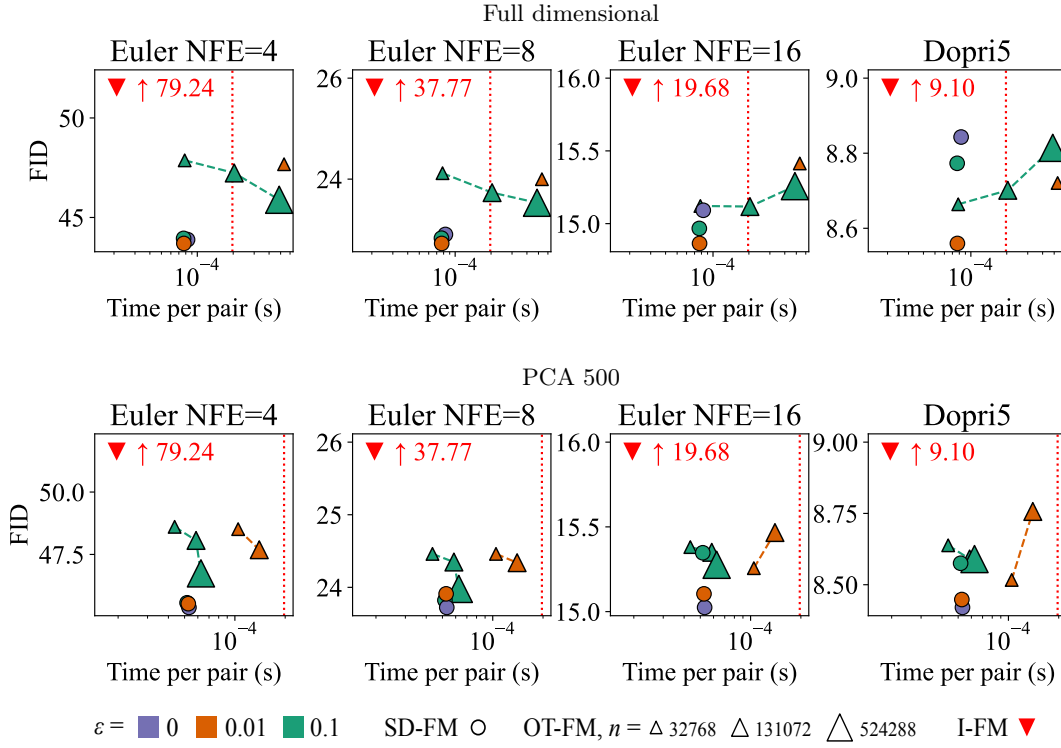 Full dimensional
Euler NFE=4 Euler NFE=8 Euler NFE=16 Dopri5
FID
50
45
↑ 79.24
10⁻⁴
Time per pair (s)
26
24
↑ 37.77
10⁻⁴
Time per pair (s)
16.0
15.5
15.0
↑ 19.68
10⁻⁴
Time per pair (s)
9.0
8.8
8.6
↑ 9.10
10⁻⁴
Time per pair (s)
PCA 500
Euler NFE=4 Euler NFE=8 Euler NFE=16 Dopri5
FID
50.0
47.5
↑ 79.24
10⁻⁴
Time per pair (s)
26
25
24
↑ 37.77
10⁻⁴
Time per pair (s)
16.0
15.5
15.0
↑ 19.68
10⁻⁴
Time per pair (s)
9.00
8.75
8.50
↑ 9.10
10⁻⁴
Time per pair (s)
ε = 0 0.01 0.1 SD-FM OT-FM, n = 32768 131072 524288 I-FM